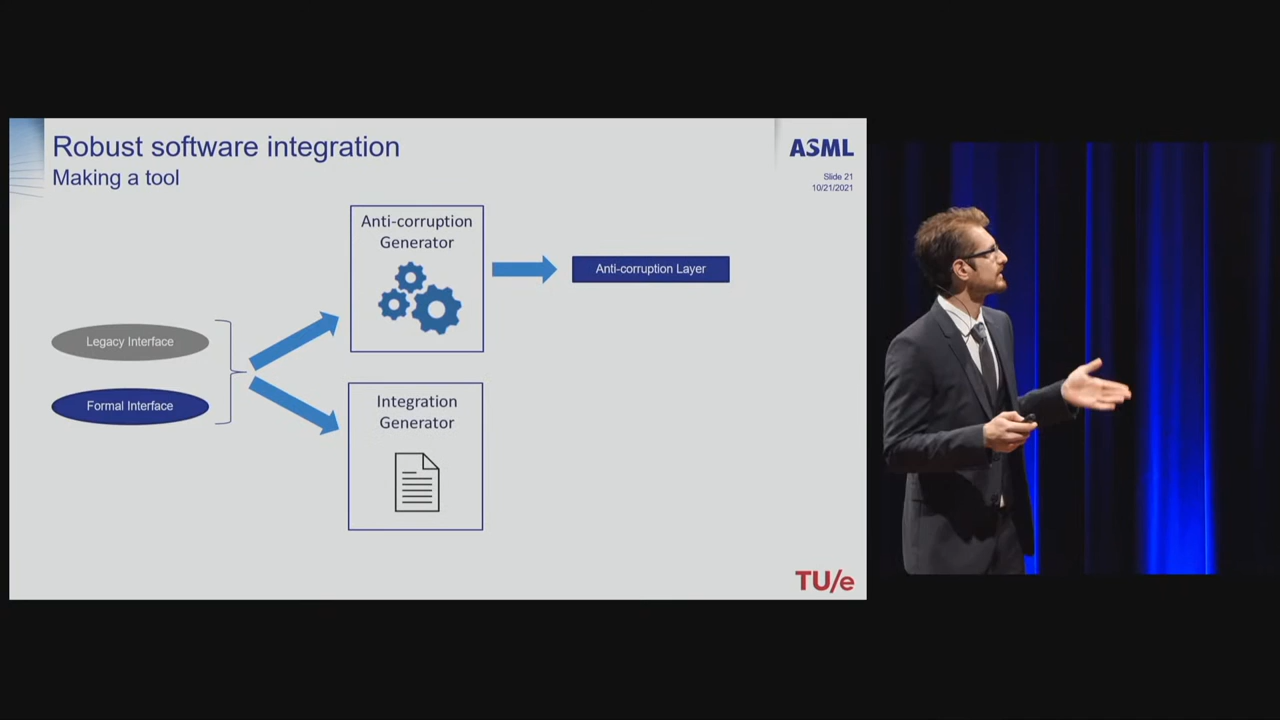 Robust software integration
Making a tool
ASML
Slide 21
10/21/2021
Anti-corruption
Generator
Anti-corruption Layer
Legacy Interface
Formal Interface
Integration
Generator
TU/e